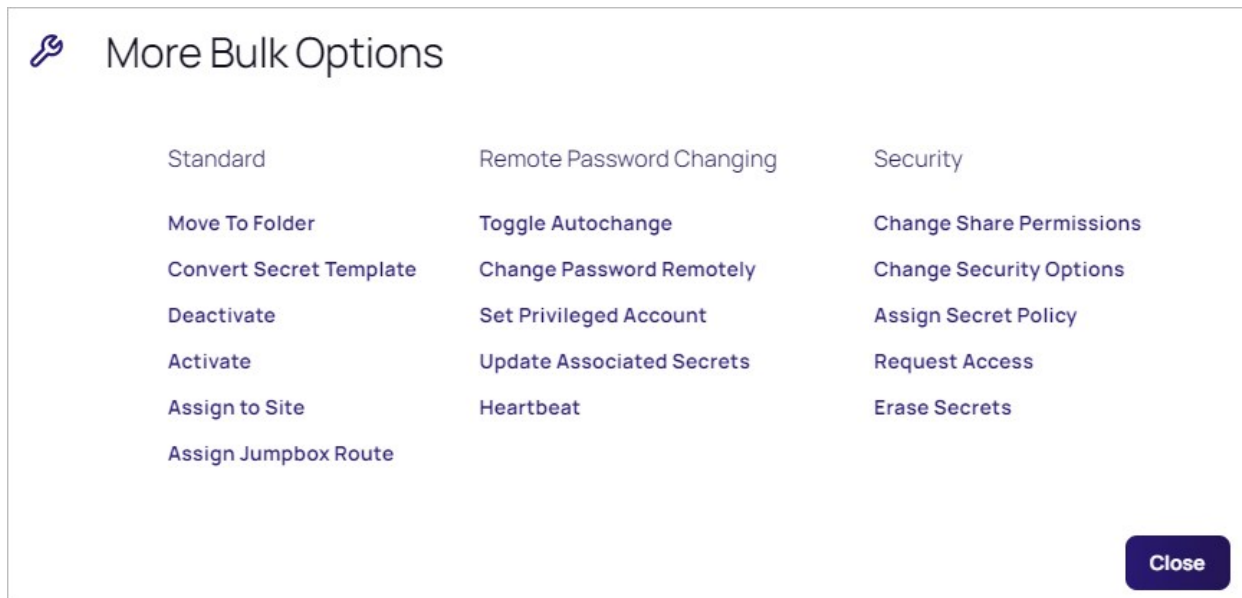 More Bulk Options
Standard
Move To Folder
Convert Secret Template
Deactivate
Activate
Assign to Site
Assign Jumpbox Route
Remote Password Changing
Toggle Autochange
Change Password Remotely
Set Privileged Account
Update Associated Secrets
Heartbeat
Security
Change Share Permissions
Change Security Options
Assign Secret Policy
Request Access
Erase Secrets
Close